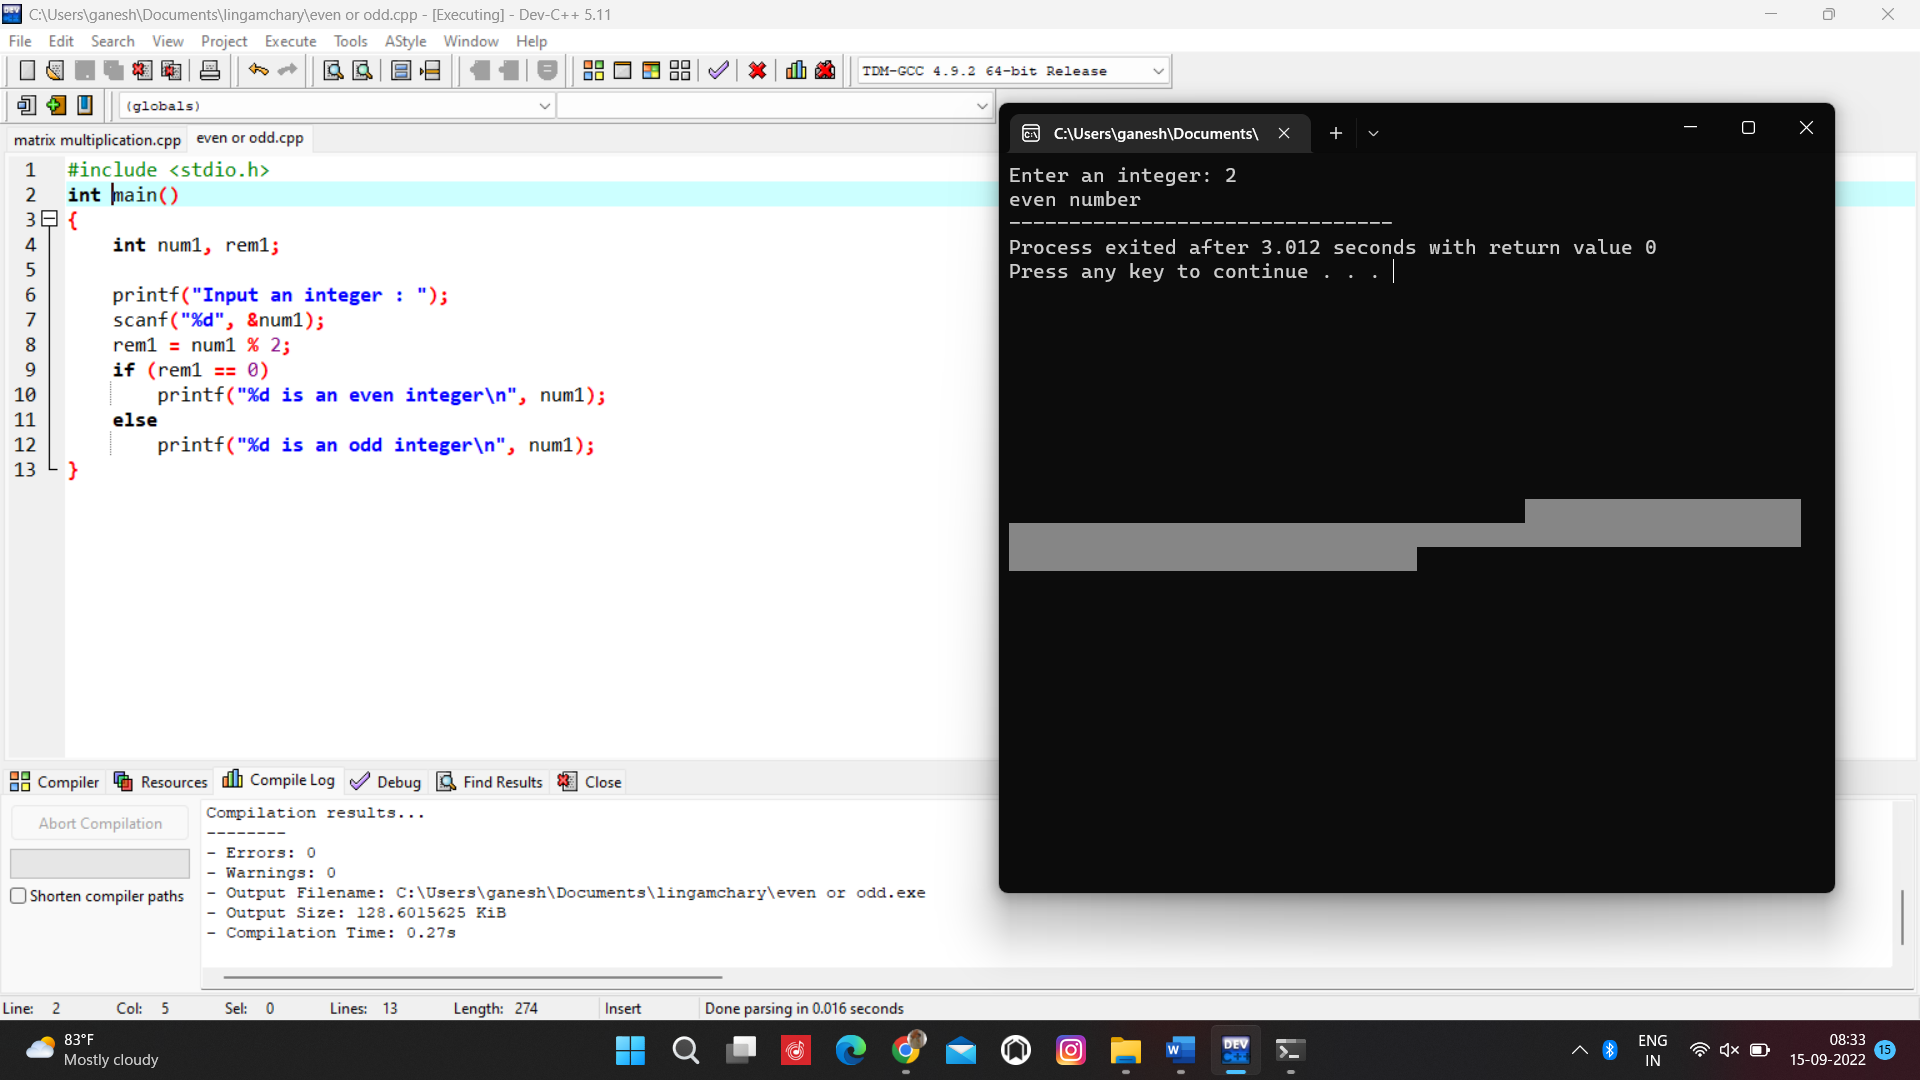 C:\Users\ganesh\Documents\lingamchary\even or odd.cpp - [Executing] - Dev-C++ 5.11
File Edit Search View Project Execute Tools AStyle Window Help
TDM-GCC 4.9.2 64-bit Release
(globals)
matrix multiplication.cpp even or odd.cpp
1 #include <stdio.h>
2 int main()
3 {
4 int num1, rem1;
5
6 printf("Input an integer : ");
7 scanf("%d", &num1);
8 rem1 = num1 % 2;
9 if (rem1 == 0)
10 printf("%d is an even integer\n", num1);
11 else
12 printf("%d is an odd integer\n", num1);
13 }
C:\Users\ganesh\Documents\
Enter an integer: 2
even number
--------------------------------
Process exited after 3.012 seconds with return value 0
Press any key to continue . . .
Compiler Resources Compile Log Debug Find Results Close
Abort Compilation
Shorten compiler paths
Compilation results...
--------
- Errors: 0
- Warnings: 0
- Output Filename: C:\Users\ganesh\Documents\lingamchary\even or odd.exe
- Output Size: 128.6015625 KiB
- Compilation Time: 0.27s
Line: 2 Col: 5 Sel: 0 Lines: 13 Length: 274 Insert Done parsing in 0.016 seconds
83°F
Mostly cloudy
DEV
C++
ENG
IN
08:33
15-09-2022
15